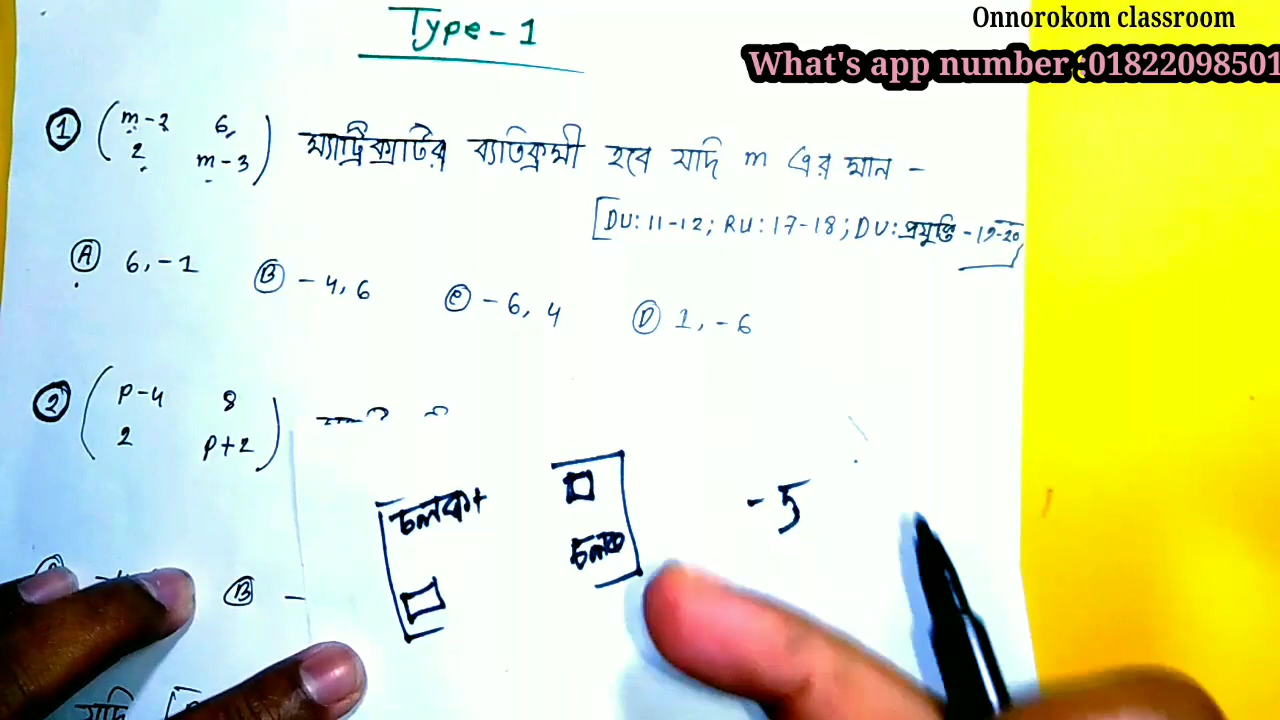 Onnorokom classroom
What's app number :01822098501
Type-1
① (m-2 6, ম্যাট্রিক্সটির ব্যতিক্রমী হবে যদি m এর মান -
2 m-3)
[DU: 11-12; RU: 17-18; DU: প্রযুক্তি -19-20]
Ⓐ 6, -1 Ⓑ -4, 6 Ⓒ -6, 4 Ⓓ 1, -6
② (P-4 8
2 P+2)
চলক+ □
□ চলক
-5
Ⓑ -
যদি [